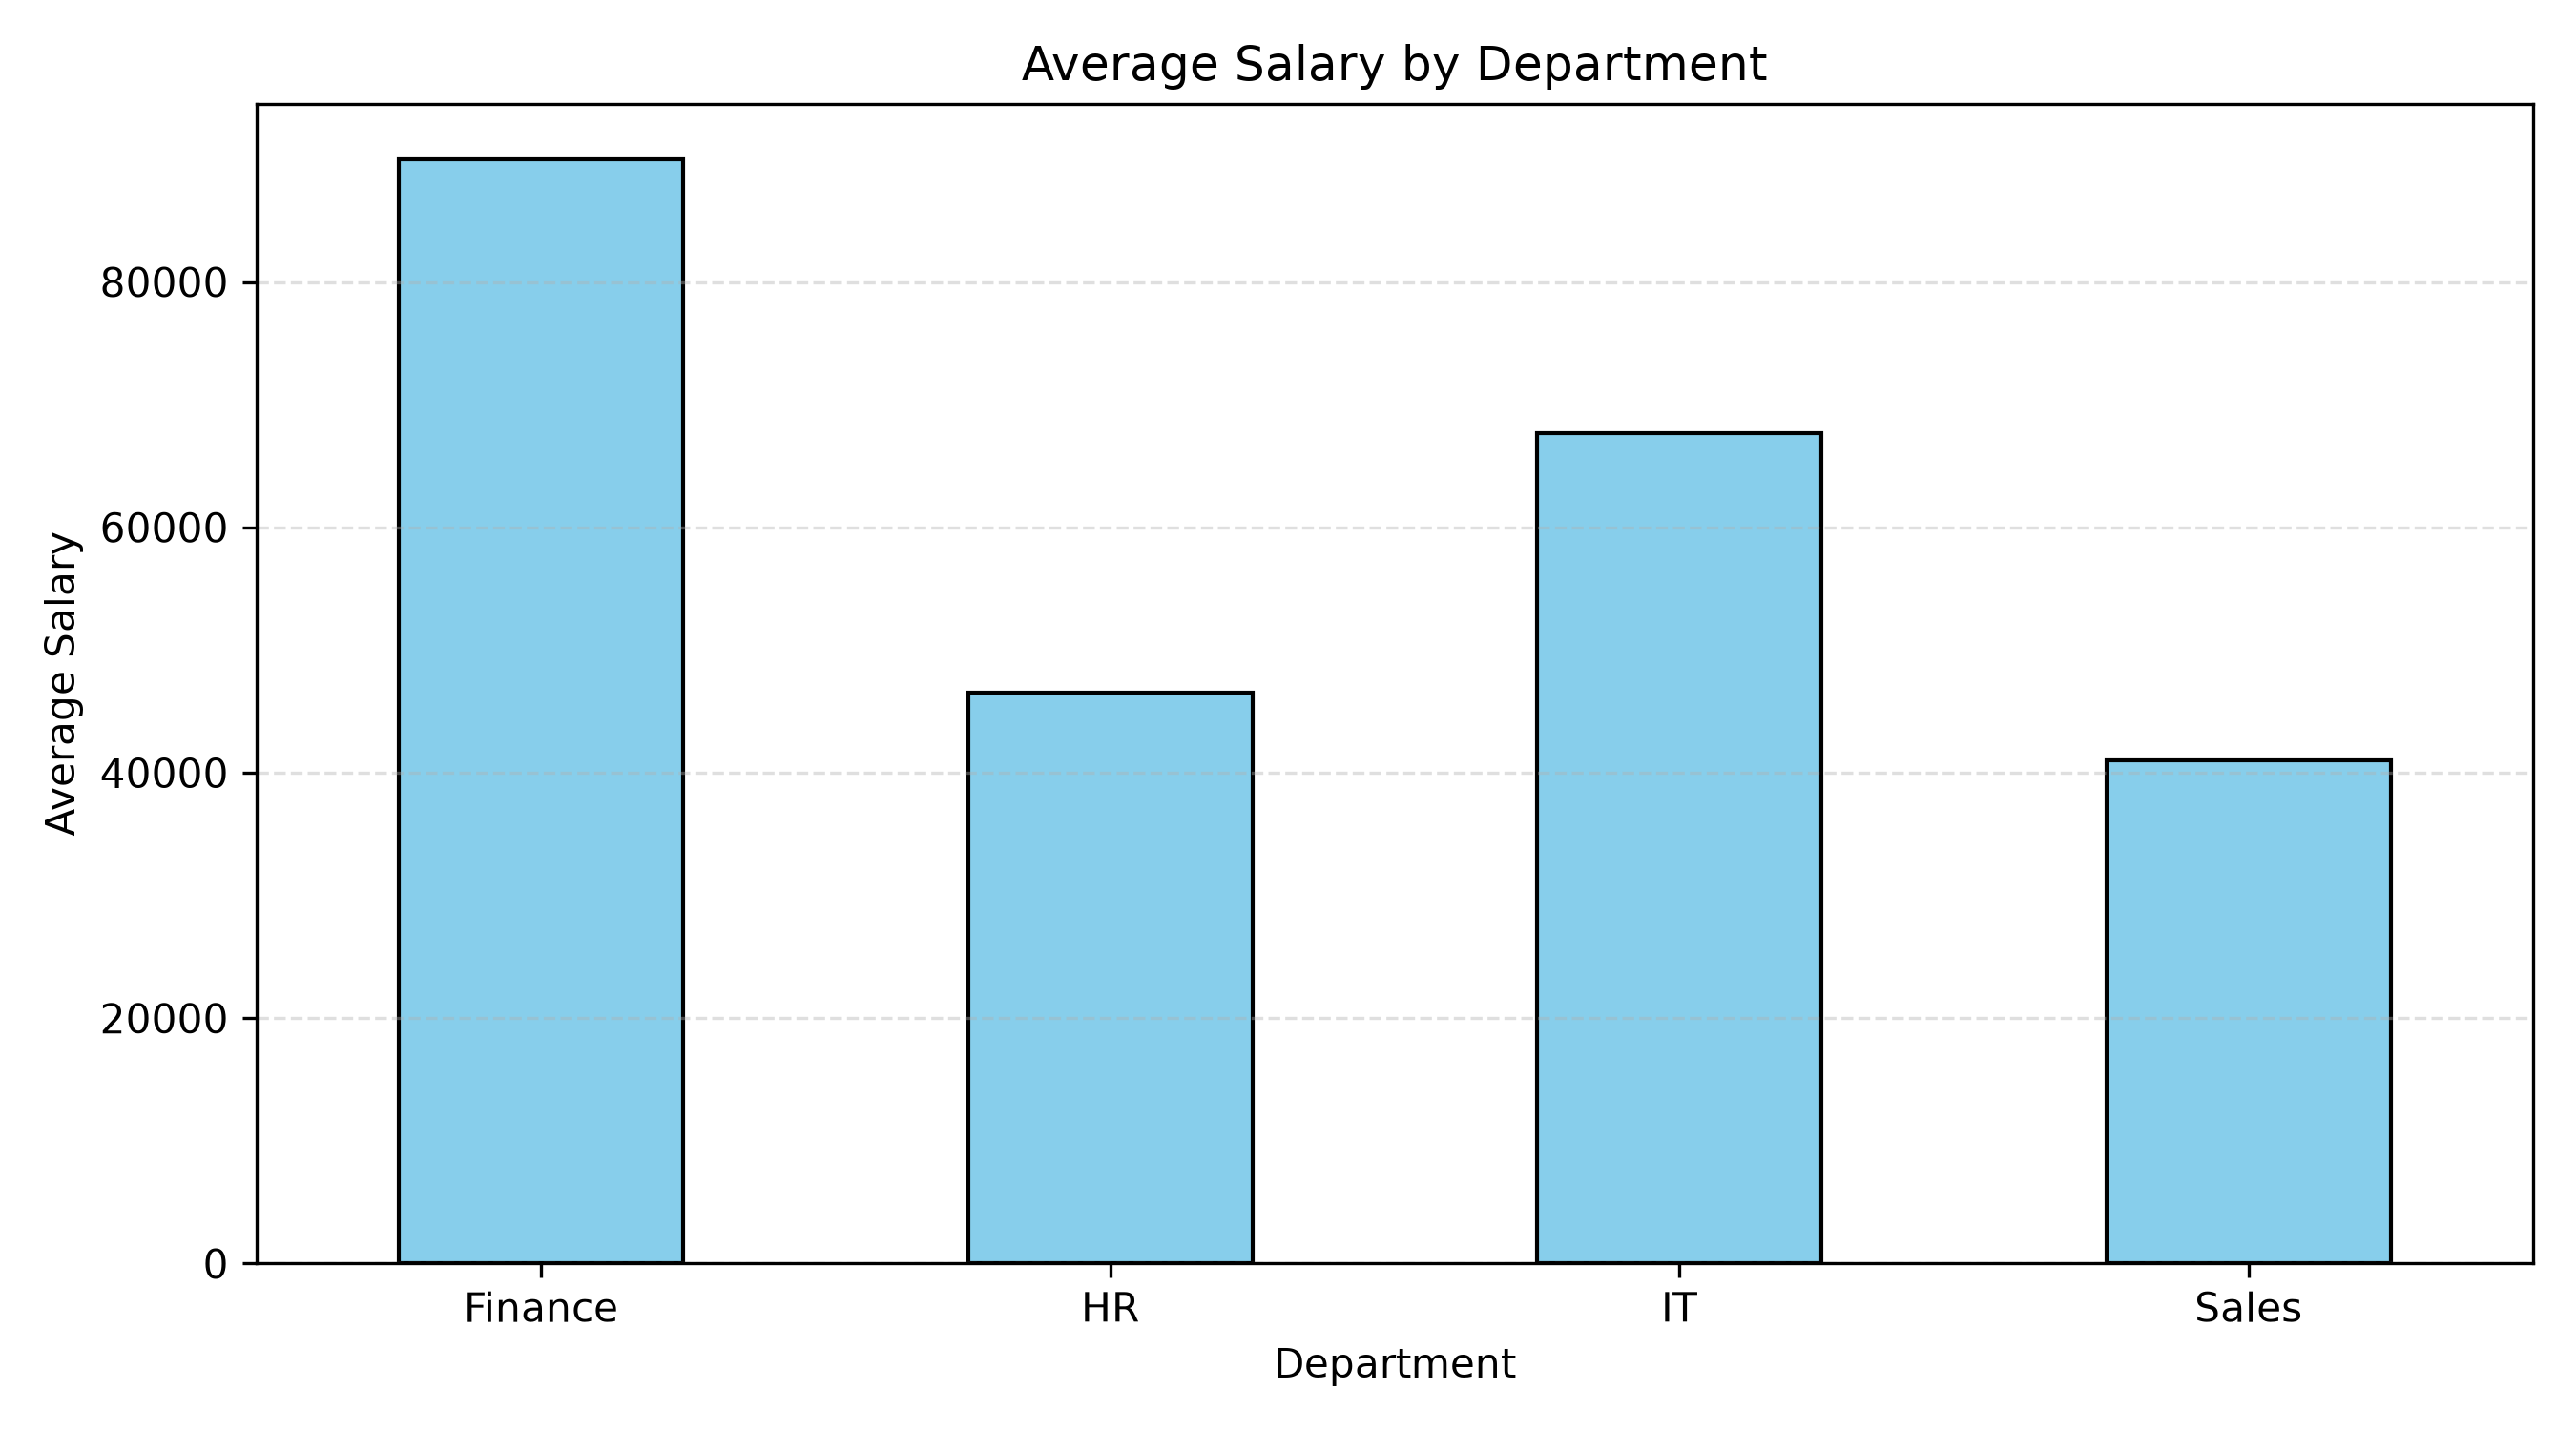 Average Salary by Department
Average Salary
80000
60000
40000
20000
0
Finance HR IT Sales
Department